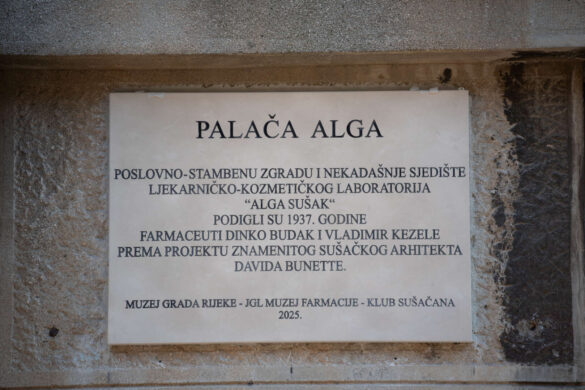 PALAČA ALGA
POSLOVNO-STAMBENU ZGRADU I NEKADAŠNJE SJEDIŠTE
LJEKARNIČKO-KOZMETIČKOG LABORATORIJA
“ALGA SUŠAK“
PODIGLI SU 1937. GODINE
FARMACEUTI DINKO BUDAK I VLADIMIR KEZELE
PREMA PROJEKTU ZNAMENITOG SUŠAČKOG ARHITEKTA
DAVIDA BUNETTE.
MUZEJ GRADA RIJEKE - JGL MUZEJ FARMACIJE - KLUB SUŠAČANA
2025.